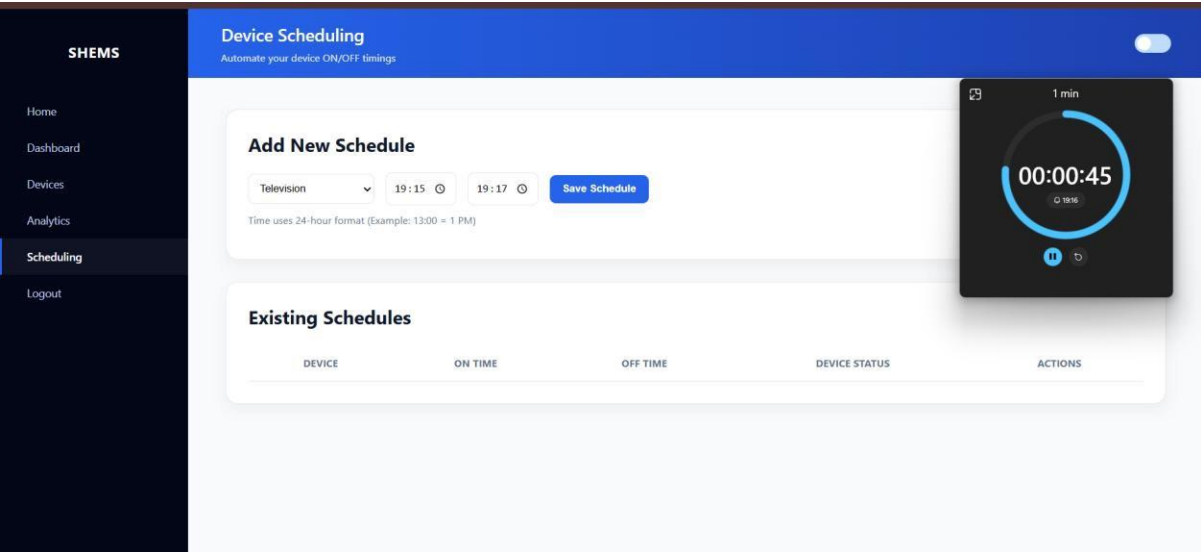 SHEMS
Home
Dashboard
Devices
Analytics
Scheduling
Logout
Device Scheduling
Automate your device ON/OFF timings
Add New Schedule
Television 19:15 19:17 Save Schedule
Time uses 24-hour format (Example: 13:00 = 1 PM)
Existing Schedules
DEVICE ON TIME OFF TIME DEVICE STATUS ACTIONS
1 min
00:00:45
19:16